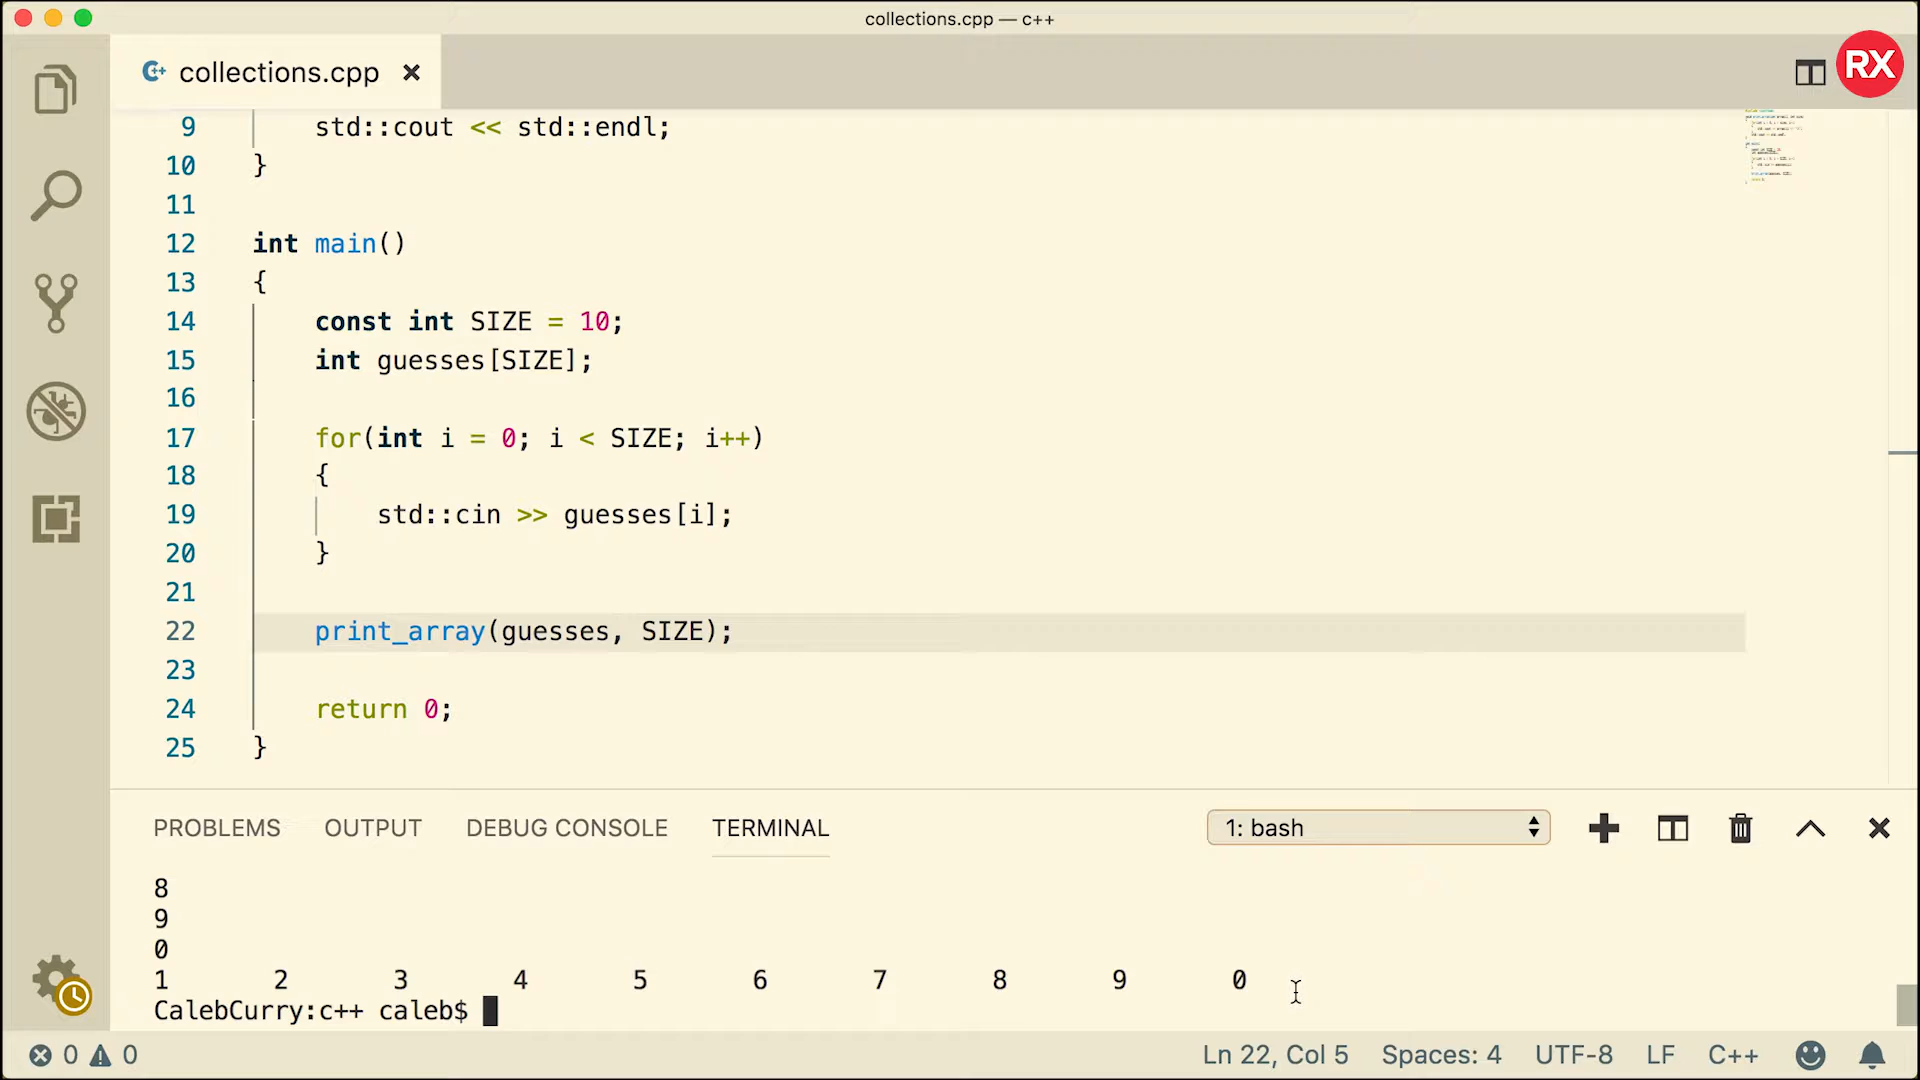 collections.cpp — c++
collections.cpp
RX
9 std::cout << std::endl;
10 }
11
12 int main()
13 {
14 const int SIZE = 10;
15 int guesses[SIZE];
16
17 for(int i = 0; i < SIZE; i++)
18 {
19 std::cin >> guesses[i];
20 }
21
22 print_array(guesses, SIZE);
23
24 return 0;
25 }
PROBLEMS OUTPUT DEBUG CONSOLE TERMINAL 1: bash
8
9
0
1 2 3 4 5 6 7 8 9 0
CalebCurry:c++ caleb$
0 0 Ln 22, Col 5 Spaces: 4 UTF-8 LF C++